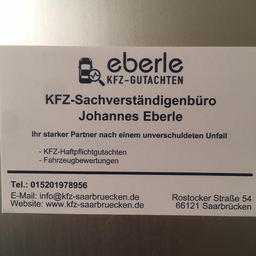 eberle
KFZ-GUTACHTEN
KFZ-Sachverständigenbüro
Johannes Eberle
Ihr starker Partner nach einem unverschuldeten Unfall
- KFZ-Haftpflichtgutachten
- Fahrzeugbewertungen
Tel.: 015201978956
E-Mail: info@kfz-saarbruecken.de
Website: www.kfz-saarbruecken.de
Rostocker Straße 54
66121 Saarbrücken